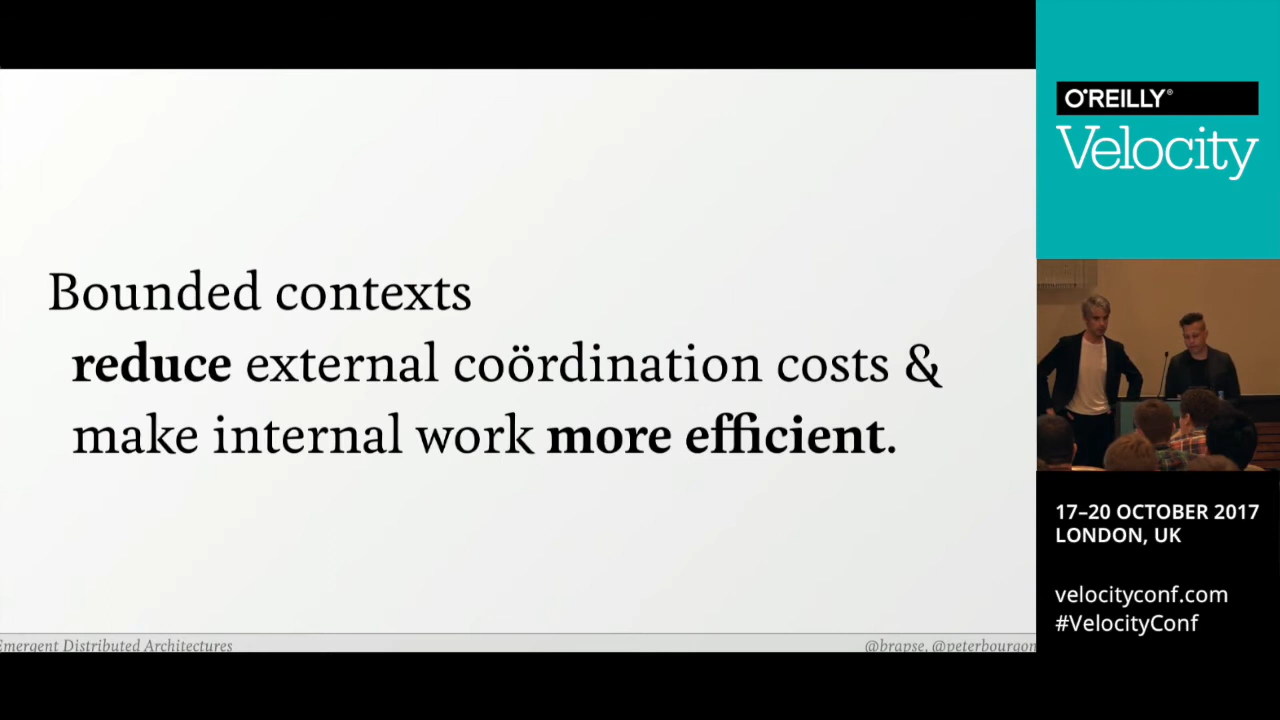 Bounded contexts
reduce external coördination costs &
make internal work more efficient.
Emergent Distributed Architectures
@brapse, @peterbourgon
O'REILLY®
Velocity
17–20 OCTOBER 2017
LONDON, UK
velocityconf.com
#VelocityConf